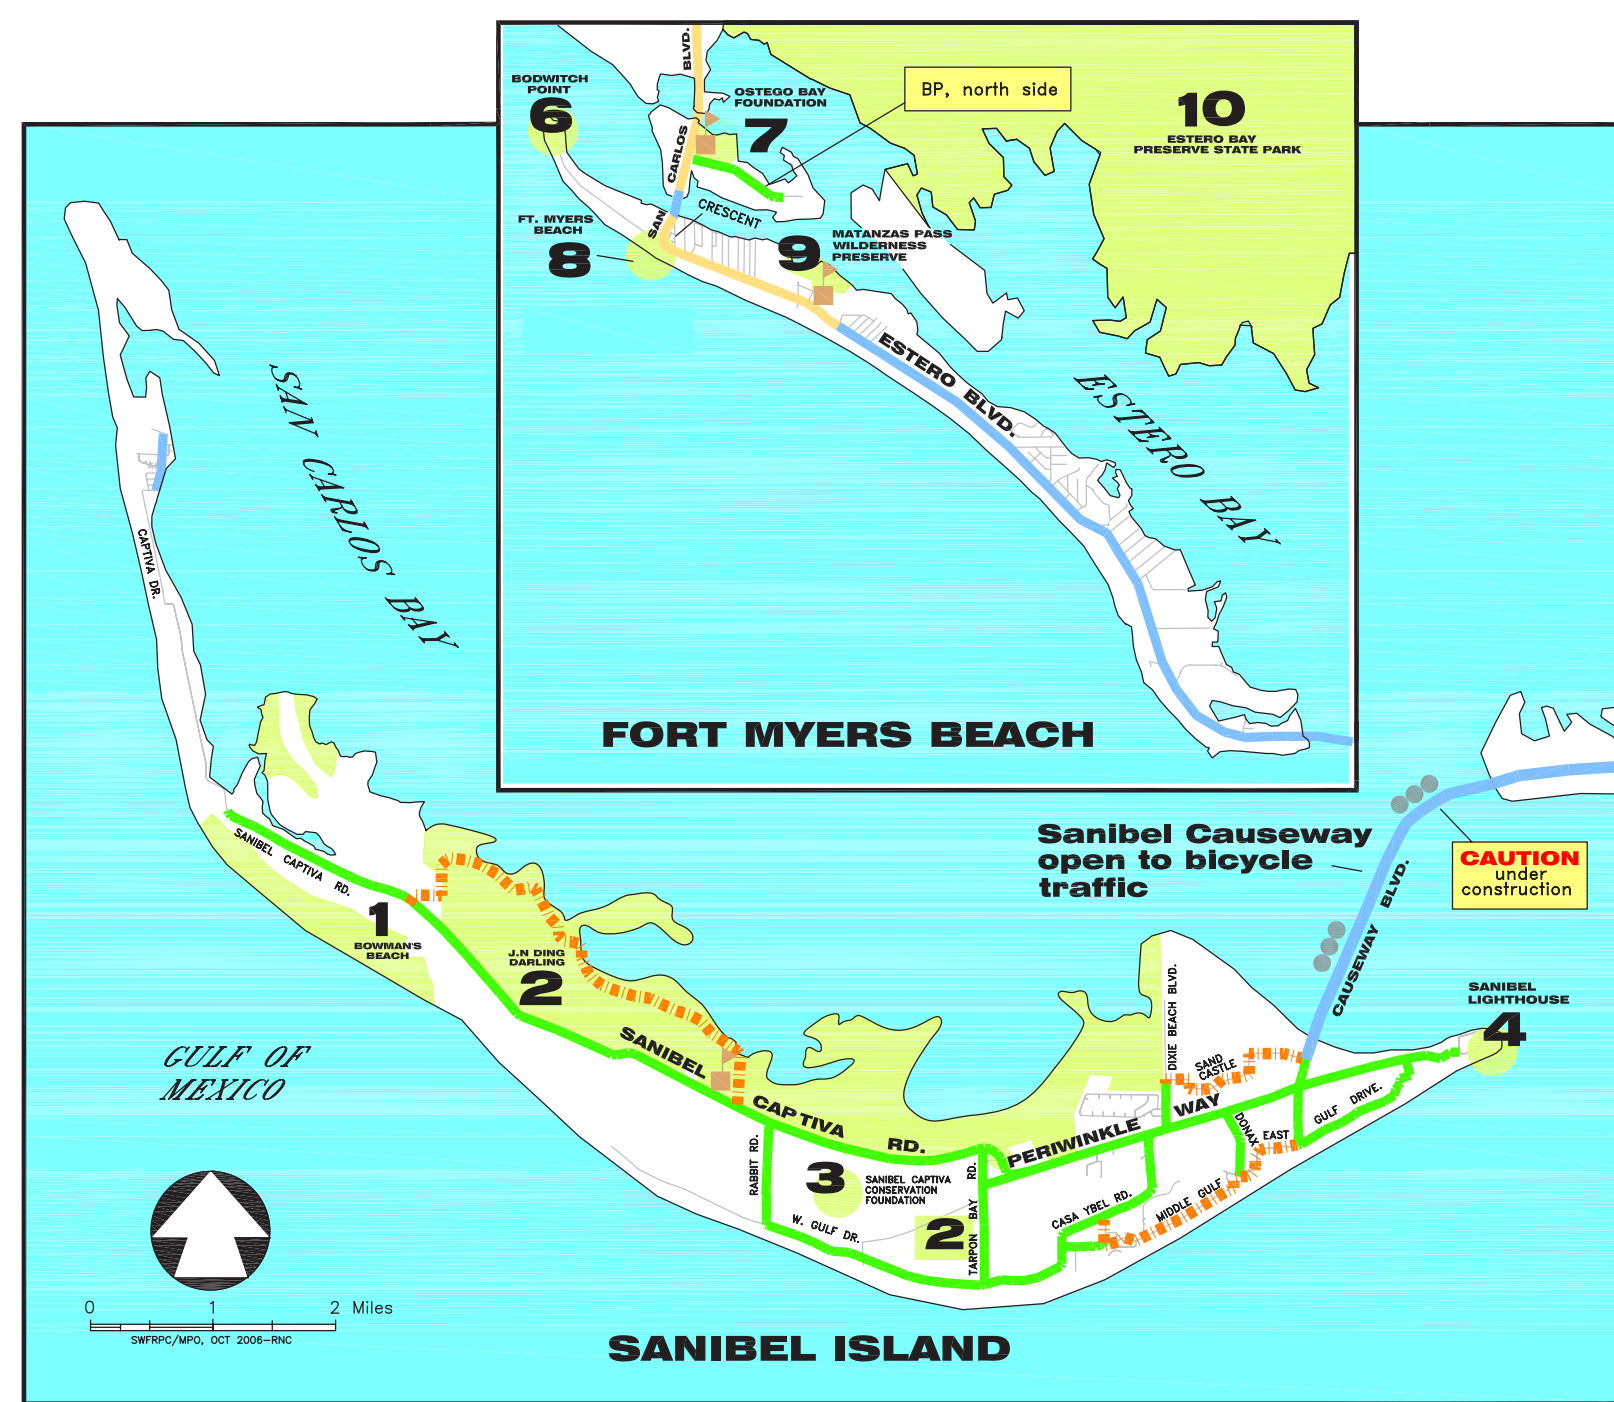 BODWITCH
POINT
6
BLVD.
CARLOS
SAN
OSTEGO BAY
FOUNDATION
7
BP, north side
10
ESTERO BAY
PRESERVE STATE PARK
CRESCENT
FT. MYERS
BEACH
8
9
MATANZAS PASS
WILDERNESS
PRESERVE
ESTERO BLVD.
ESTERO BAY
FORT MYERS BEACH
SAN CARLOS BAY
CAPTIVA DR.
SANIBEL CAPTIVA RD.
1
BOWMAN'S
BEACH
J.N DING
DARLING
2
SANIBEL CAPTIVA RD.
Sanibel Causeway
open to bicycle
traffic
CAUSEWAY BLVD.
CAUTION
under
construction
SANIBEL
LIGHTHOUSE
4
GULF OF
MEXICO
DIXIE BEACH BLVD.
SAND
CASTLE
PERIWINKLE WAY
DONAX
EAST GULF DRIVE.
RABBIT RD.
3
SANIBEL CAPTIVA
CONSERVATION
FOUNDATION
2
TARPON BAY RD.
W. GULF DR.
CASA YBEL RD.
MIDDLE GULF
0 1 2 Miles
SWFRPC/MPO, OCT 2006-RNC
SANIBEL ISLAND